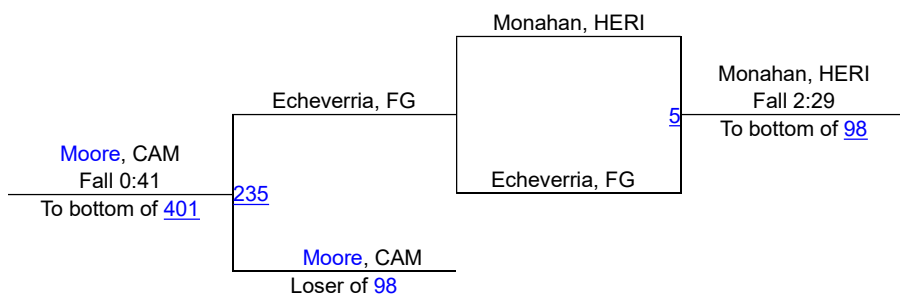 Monahan, HERI
Monahan, HERI
Fall 2:29
Echeverria, FG
5
To bottom of 98
Moore, CAM
Fall 0:41
Echeverria, FG
235
To bottom of 401
Moore, CAM
Loser of 98